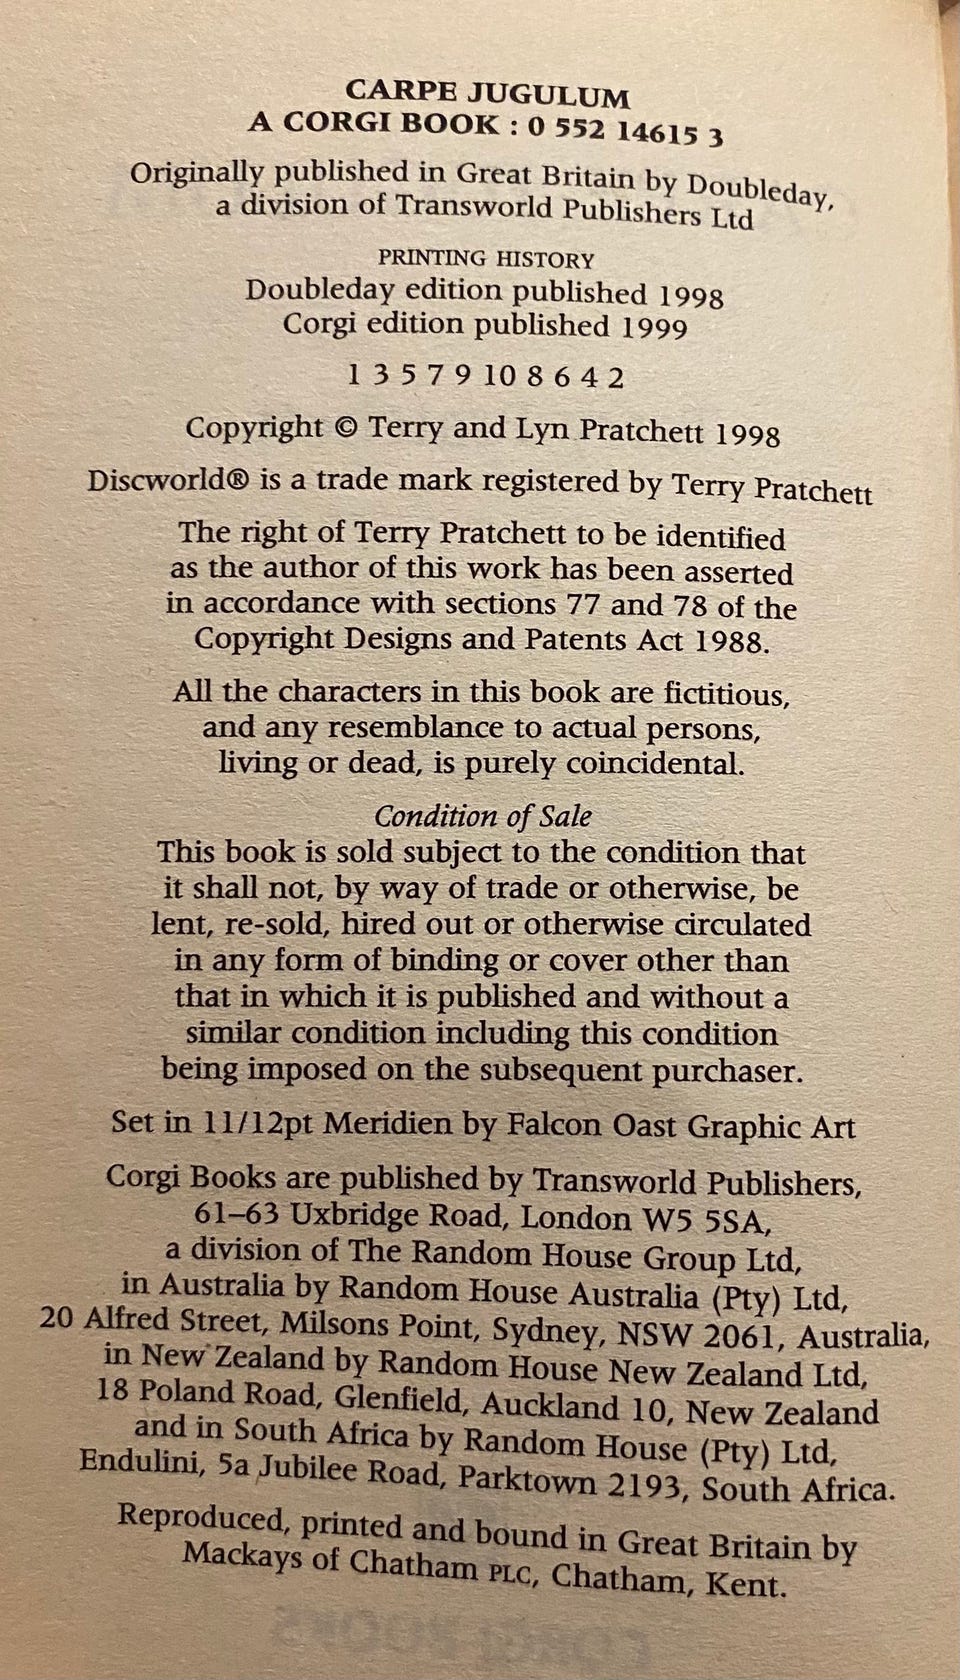 CARPE JUGULUM
A CORGI BOOK : 0 552 14615 3
Originally published in Great Britain by Doubleday,
a division of Transworld Publishers Ltd
PRINTING HISTORY
Doubleday edition published 1998
Corgi edition published 1999
1 3 5 7 9 10 8 6 4 2
Copyright © Terry and Lyn Pratchett 1998
Discworld® is a trade mark registered by Terry Pratchett
The right of Terry Pratchett to be identified
as the author of this work has been asserted
in accordance with sections 77 and 78 of the
Copyright Designs and Patents Act 1988.
All the characters in this book are fictitious,
and any resemblance to actual persons,
living or dead, is purely coincidental.
Condition of Sale
This book is sold subject to the condition that
it shall not, by way of trade or otherwise, be
lent, re-sold, hired out or otherwise circulated
in any form of binding or cover other than
that in which it is published and without a
similar condition including this condition
being imposed on the subsequent purchaser.
Set in 11/12pt Meridien by Falcon Oast Graphic Art
Corgi Books are published by Transworld Publishers,
61–63 Uxbridge Road, London W5 5SA,
a division of The Random House Group Ltd,
in Australia by Random House Australia (Pty) Ltd,
20 Alfred Street, Milsons Point, Sydney, NSW 2061, Australia,
in New Zealand by Random House New Zealand Ltd,
18 Poland Road, Glenfield, Auckland 10, New Zealand
and in South Africa by Random House (Pty) Ltd,
Endulini, 5a Jubilee Road, Parktown 2193, South Africa.
Reproduced, printed and bound in Great Britain by
Mackays of Chatham PLC, Chatham, Kent.
CORGI BOOKS